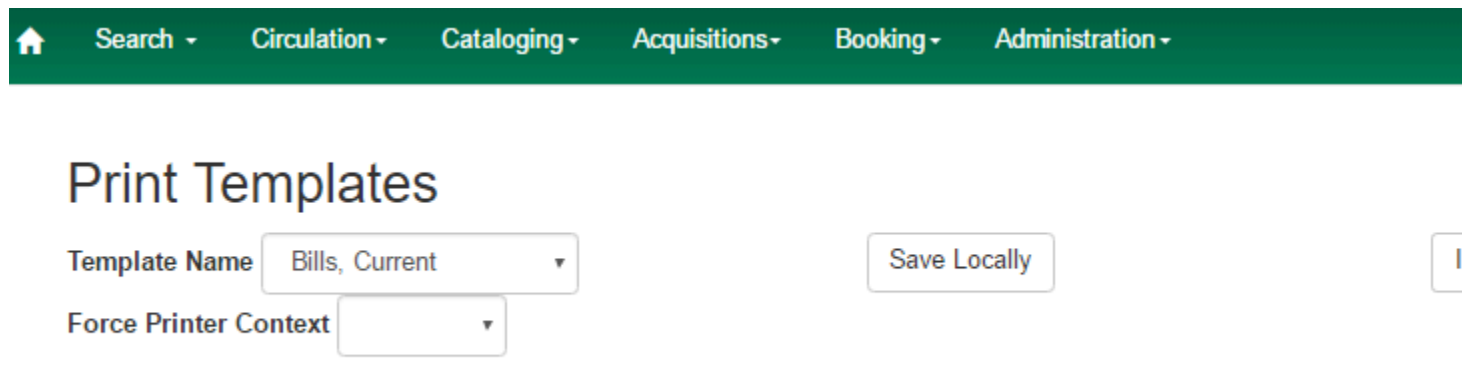 Search Circulation Cataloging Acquisitions Booking Administration
Print Templates
Template Name Bills, Current Save Locally
Force Printer Context